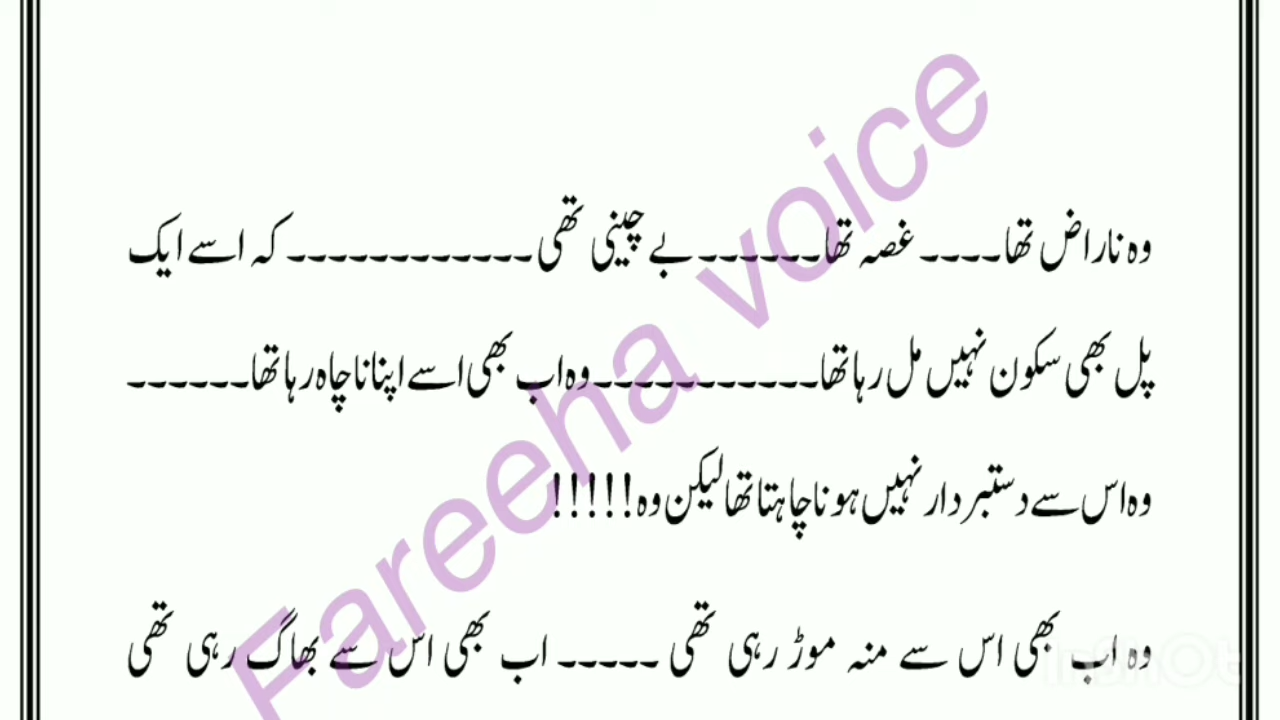 وہ ناراض تھا۔۔۔۔ غصہ تھا۔۔۔۔۔۔ بے چینی تھی۔۔۔۔۔۔۔۔۔۔۔۔ کہ اسے ایک
پل بھی سکون نہیں مل رہا تھا۔۔۔۔۔۔۔۔۔۔۔ وہ اب بھی اسے اپنانا چاہ رہا تھا۔۔۔۔۔۔
وہ اس سے دستبردار نہیں ہونا چاہتا تھا لیکن وہ!!!!!
وہ اب بھی اس سے منہ موڑ رہی تھی ۔۔۔۔۔ اب بھی اس سے بھاگ رہی تھی
Fareeha voice
InShOt